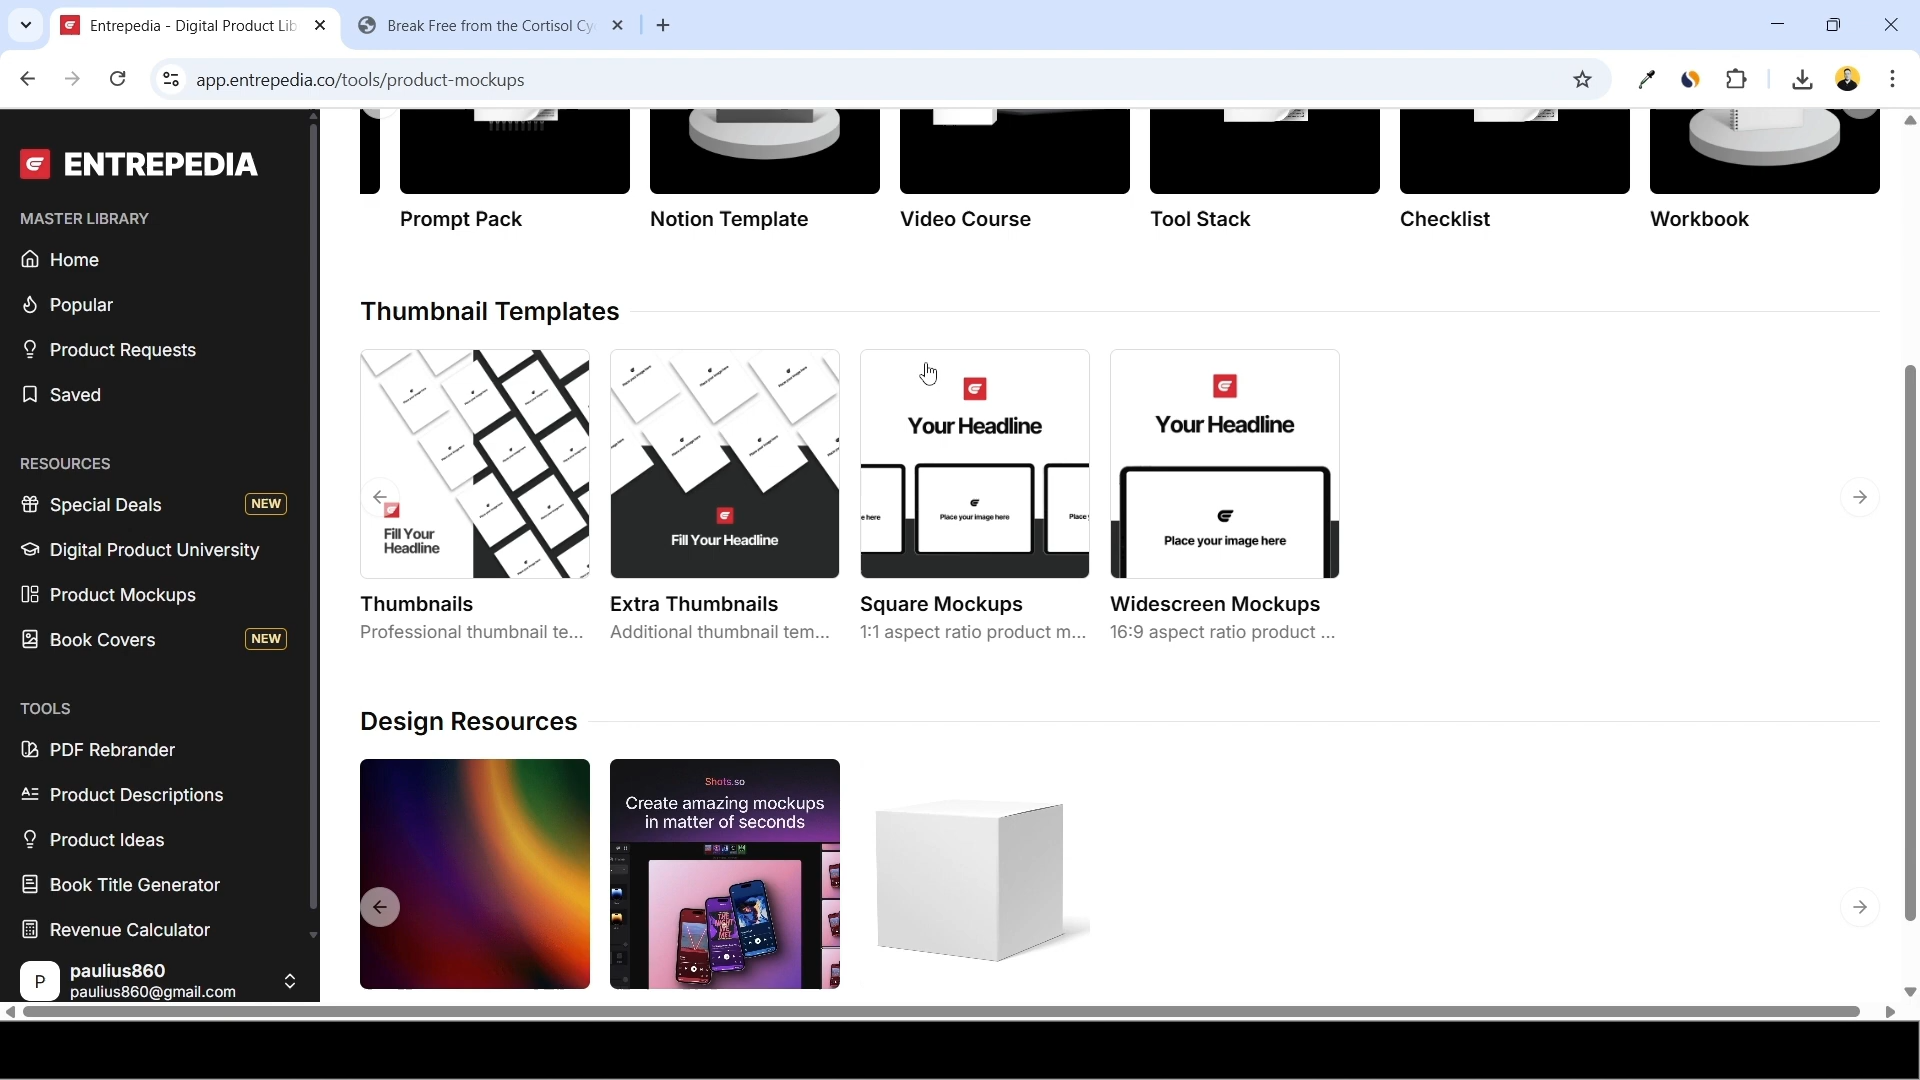 Entrepedia - Digital Product Lib
Break Free from the Cortisol Cy
app.entrepedia.co/tools/product-mockups
ENTREPEDIA
MASTER LIBRARY
Home
Popular
Product Requests
Saved
RESOURCES
Special Deals NEW
Digital Product University
Product Mockups
Book Covers NEW
TOOLS
PDF Rebrander
Product Descriptions
Product Ideas
Book Title Generator
Revenue Calculator
P
paulius860
paulius860@gmail.com
Prompt Pack
Notion Template
Video Course
Tool Stack
Checklist
Workbook
Thumbnail Templates
Fill Your
Headline
Fill Your Headline
Your Headline
here
Place your image here
Place y
Your Headline
Place your image here
Thumbnails
Professional thumbnail te...
Extra Thumbnails
Additional thumbnail tem...
Square Mockups
1:1 aspect ratio product m...
Widescreen Mockups
16:9 aspect ratio product ...
Design Resources
Shots.so
Create amazing mockups
in matter of seconds